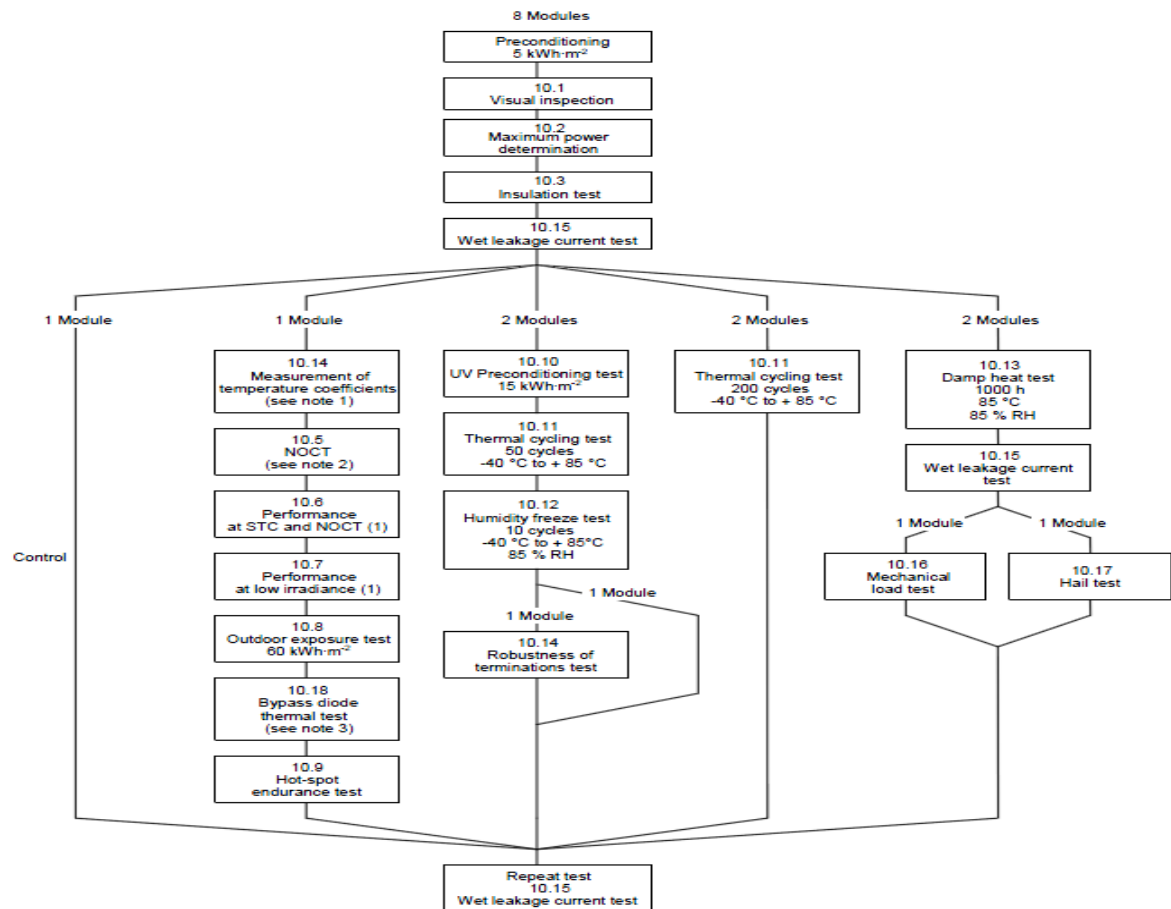 8 Modules
Preconditioning
5 kWh·m⁻²
10.1
Visual inspection
10.2
Maximum power
determination
10.3
Insulation test
10.15
Wet leakage current test
1 Module
1 Module
2 Modules
2 Modules
2 Modules
Control
10.14
Measurement of
temperature coefficients
(see note 1)
10.5
NOCT
(see note 2)
10.6
Performance
at STC and NOCT (1)
10.7
Performance
at low irradiance (1)
10.8
Outdoor exposure test
60 kWh·m⁻²
10.18
Bypass diode
thermal test
(see note 3)
10.9
Hot-spot
endurance test
10.10
UV Preconditioning test
15 kWh·m⁻²
10.11
Thermal cycling test
50 cycles
-40 °C to + 85 °C
10.12
Humidity freeze test
10 cycles
-40 °C to + 85°C
85 % RH
1 Module
1 Module
10.14
Robustness of
terminations test
10.11
Thermal cycling test
200 cycles
-40 °C to + 85 °C
10.13
Damp heat test
1000 h
85 °C
85 % RH
10.15
Wet leakage current
test
1 Module
1 Module
10.16
Mechanical
load test
10.17
Hail test
Repeat test
10.15
Wet leakage current test